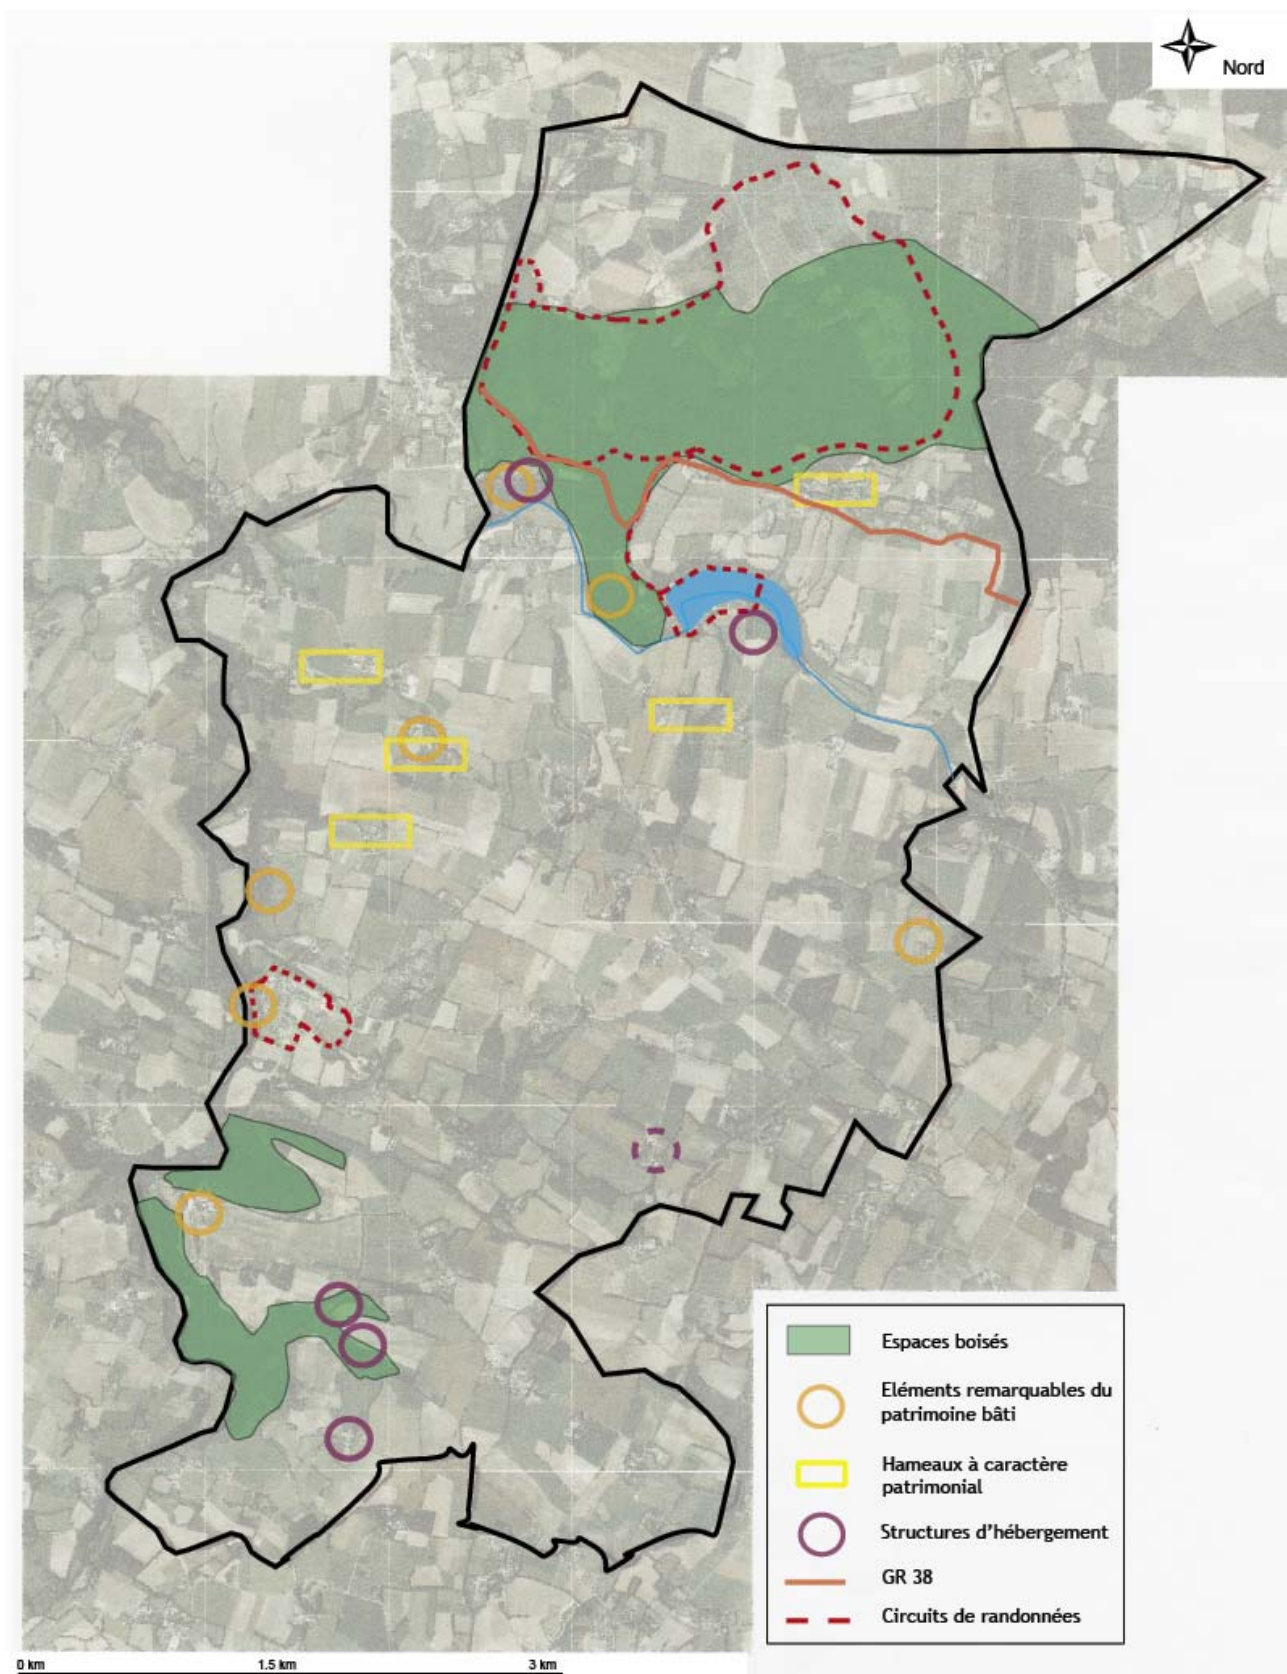 Nord
Espaces boisés
Eléments remarquables du
patrimoine bâti
Hameaux à caractère
patrimonial
Structures d'hébergement
GR 38
Circuits de randonnées
0 km
1.5 km
3 km